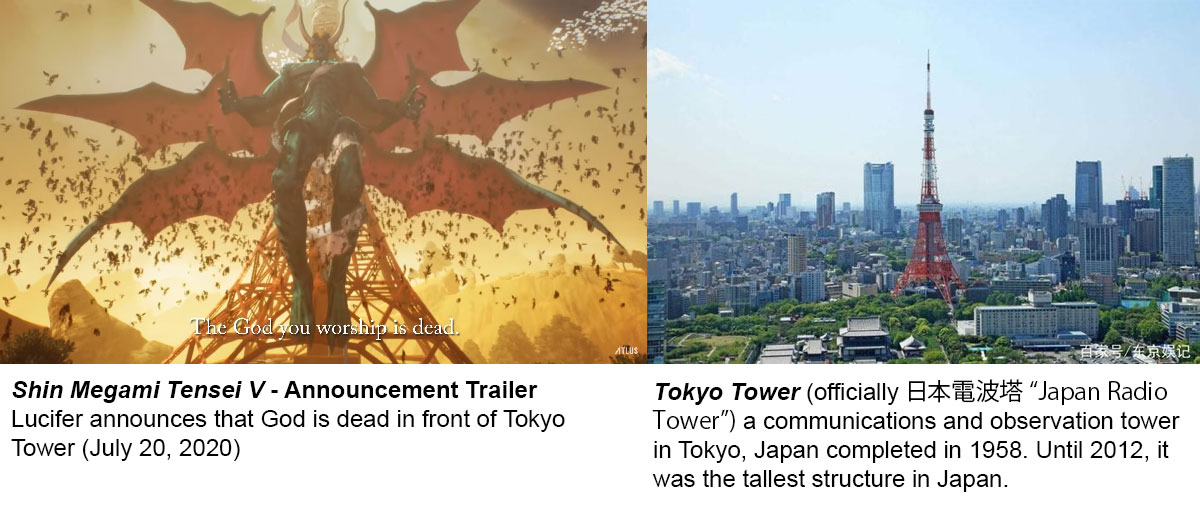 The God you worship is dead.
ATLUS
百家号/东京娱记
Shin Megami Tensei V - Announcement Trailer
Lucifer announces that God is dead in front of Tokyo
Tower (July 20, 2020)
Tokyo Tower (officially 日本電波塔 “Japan Radio
Tower”) a communications and observation tower
in Tokyo, Japan completed in 1958. Until 2012, it
was the tallest structure in Japan.